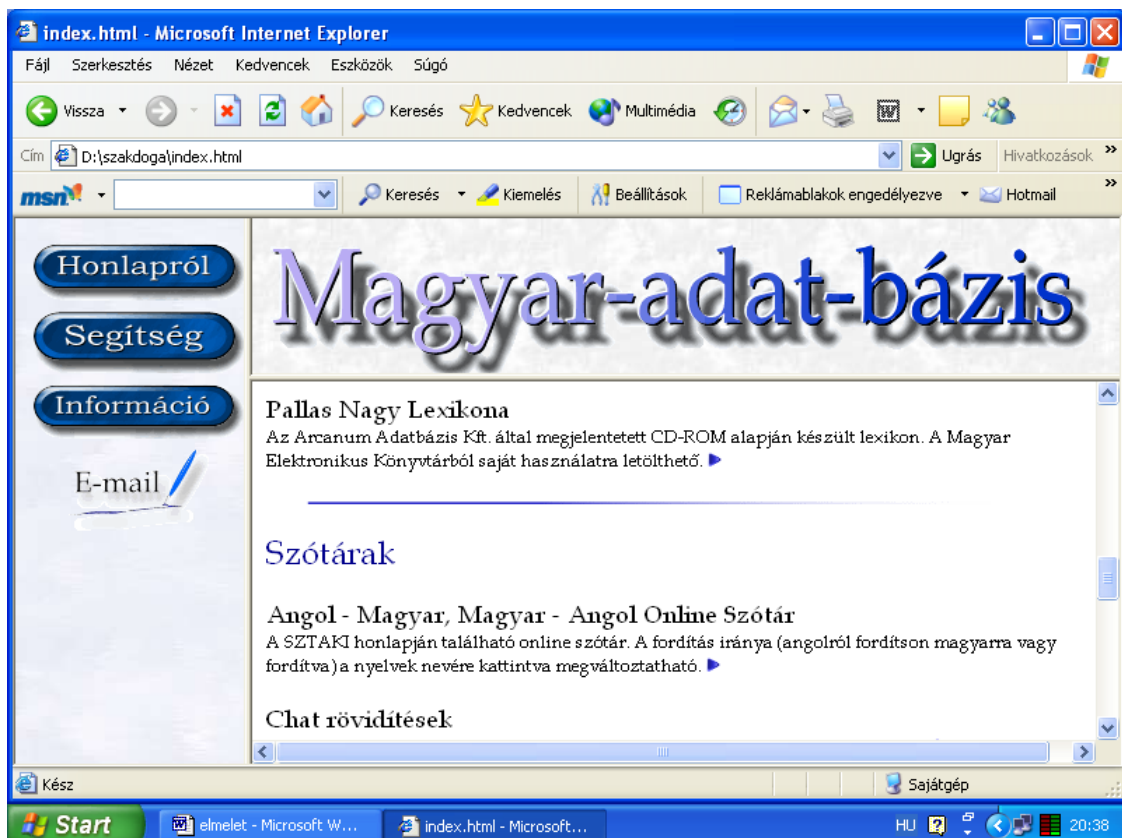 index.html - Microsoft Internet Explorer
Fájl Szerkesztés Nézet Kedvencek Eszközök Súgó
Vissza Keresés Kedvencek Multimédia
Cím D:\szakdoga\index.html Ugrás Hivatkozások »
msn Keresés Kiemelés Beállítások Reklámablakok engedélyezve Hotmail »
Honlapról
Segítség
Információ
E-mail
Magyar-adat-bázis
Pallas Nagy Lexikona
Az Arcanum Adatbázis Kft. által megjelentetett CD-ROM alapján készült lexikon. A Magyar
Elektronikus Könyvtárból saját használatra letölthető.
Szótárak
Angol - Magyar, Magyar - Angol Online Szótár
A SZTAKI honlapján található online szótár. A fordítás iránya (angolról fordítson magyarra vagy
fordítva) a nyelvek nevére kattintva megváltoztatható.
Chat rövidítések
Kész Sajátgép
Start elmelet - Microsoft W... index.html - Microsoft... HU 20:38